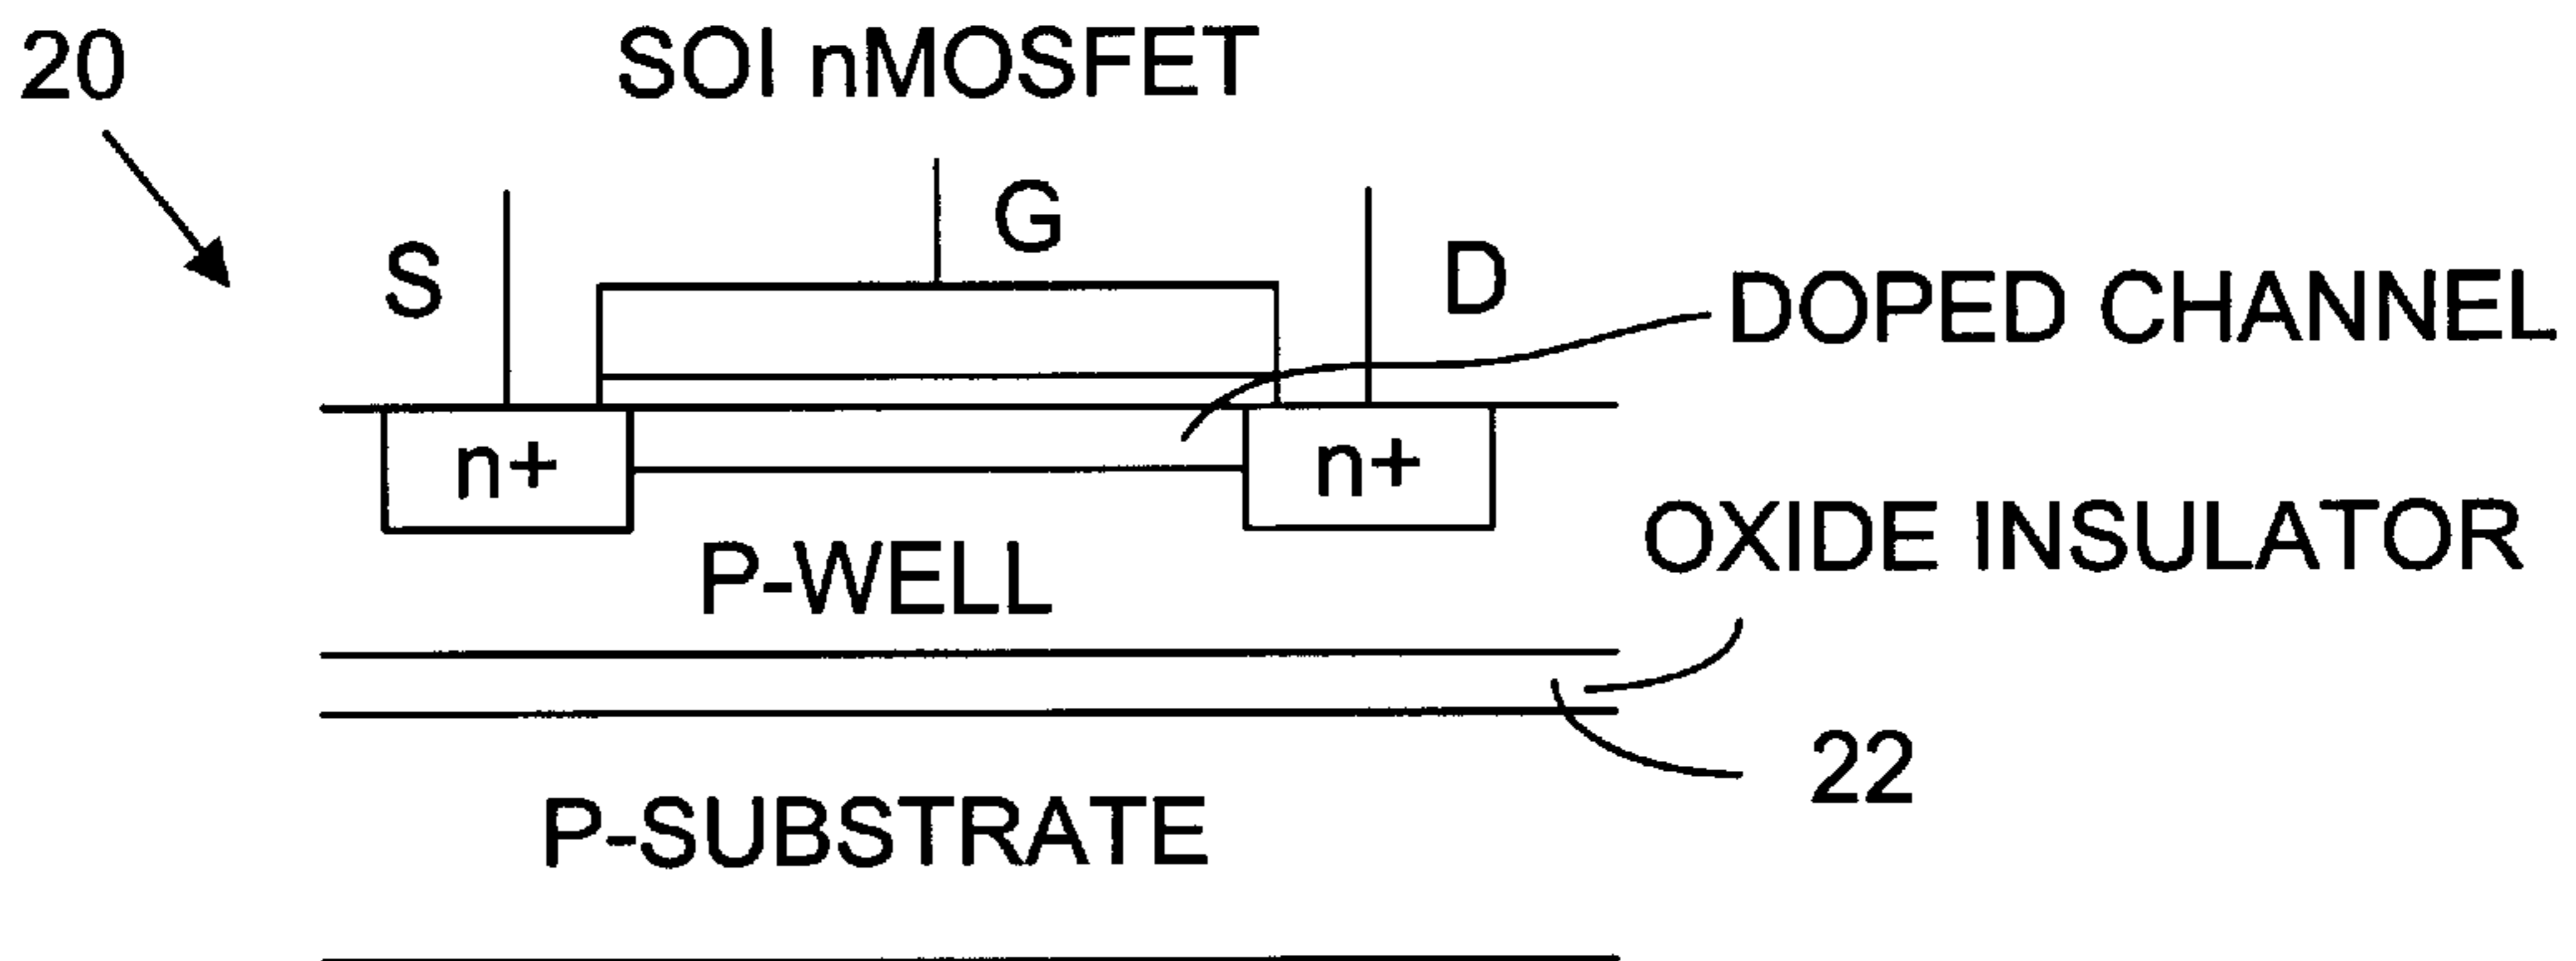 20
SOI nMOSFET
S
G
D
DOPED CHANNEL
n+
n+
OXIDE INSULATOR
P-WELL
22
P-SUBSTRATE